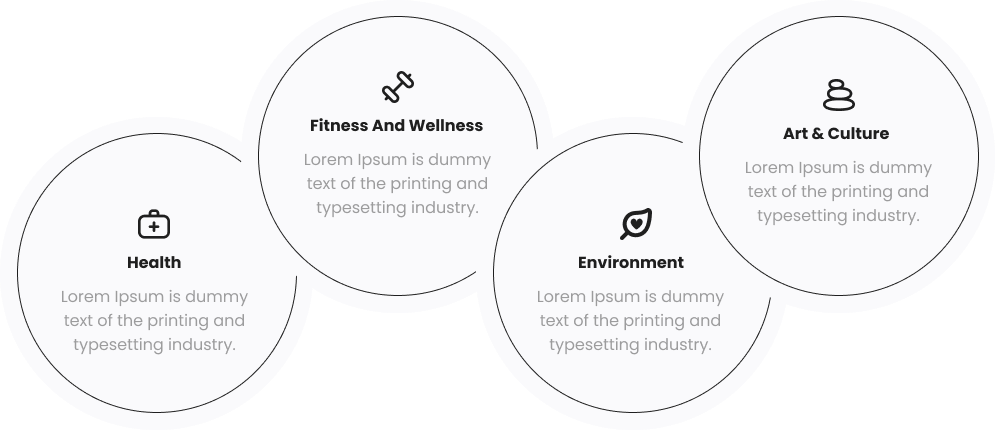 Health
Lorem Ipsum is dummy
text of the printing and
typesetting industry.
Fitness And Wellness
Lorem Ipsum is dummy
text of the printing and
typesetting industry.
Environment
Lorem Ipsum is dummy
text of the printing and
typesetting industry.
Art & Culture
Lorem Ipsum is dummy
text of the printing and
typesetting industry.